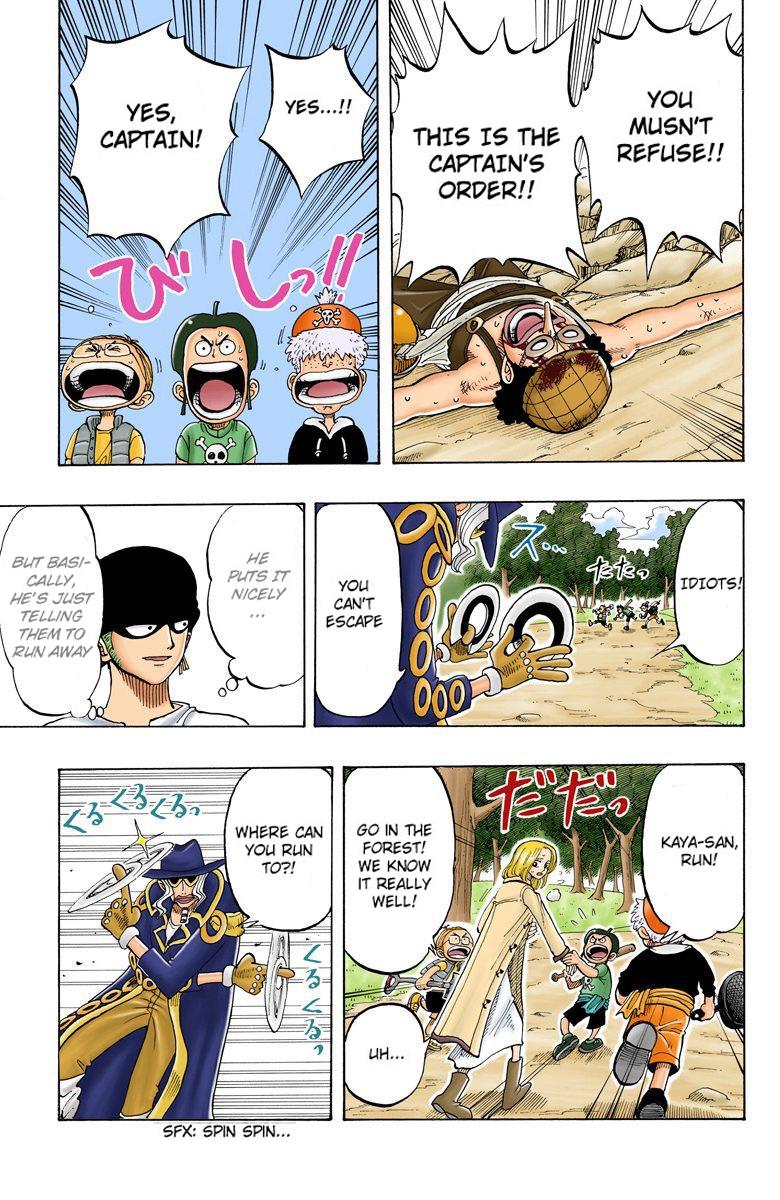 YOU
MUSN'T
REFUSE!!
THIS IS THE
CAPTAIN'S
ORDER!!
YES...!!
YES,
CAPTAIN!
びしっ!!
IDIOTS!
だだっ
ス...
YOU
CAN'T
ESCAPE
HE
PUTS IT
NICELY
...
BUT BASI-
CALLY,
HE'S JUST
TELLING
THEM TO
RUN AWAY
KAYA-SAN,
RUN!
だだっ
GO IN THE
FOREST!
WE KNOW
IT REALLY
WELL!
UH...
WHERE CAN
YOU RUN
TO?!
くるくるくるっ
くるくるっ
SFX: SPIN SPIN...